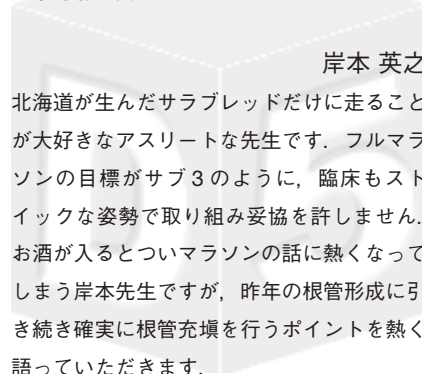 岸本 英之
北海道が生んだサラブレッドだけに走ること
が大好きなアスリートな先生です．フルマラ
ソンの目標がサブ3のように，臨床もスト
イックな姿勢で取り組み妥協を許しません．
お酒が入るとついマラソンの話に熱くなって
しまう岸本先生ですが，昨年の根管形成に引
き続き確実に根管充塡を行うポイントを熱く
語っていただきます．